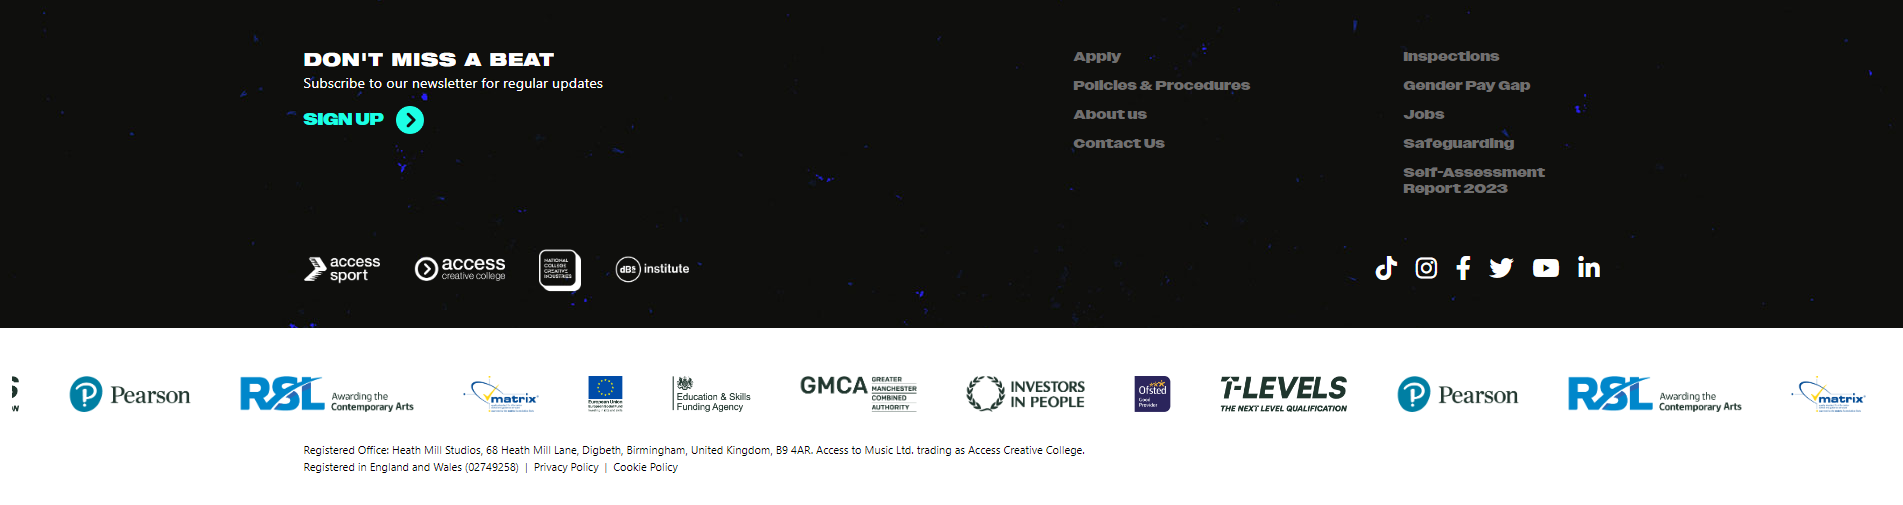 DON'T MISS A BEAT
Subscribe to our newsletter for regular updates
SIGN UP
Apply
Policies & Procedures
About us
Contact Us
Inspections
Gender Pay Gap
Jobs
Safeguarding
Self-Assessment
Report 2023
access
sport
access
creative college
NATIONAL
COLLEGE
CREATIVE
INDUSTRIES
dBs institute
Pearson
RSL Awarding the
Contemporary Arts
matrix
European Union
Education & Skills
Funding Agency
GMCA GREATER
MANCHESTER
COMBINED
AUTHORITY
INVESTORS
IN PEOPLE
Ofsted
Good
Provider
T-LEVELS
THE NEXT LEVEL QUALIFICATION
Pearson
RSL Awarding the
Contemporary Arts
matrix
Registered Office: Heath Mill Studios, 68 Heath Mill Lane, Digbeth, Birmingham, United Kingdom, B9 4AR. Access to Music Ltd. trading as Access Creative College.
Registered in England and Wales (02749258) | Privacy Policy | Cookie Policy